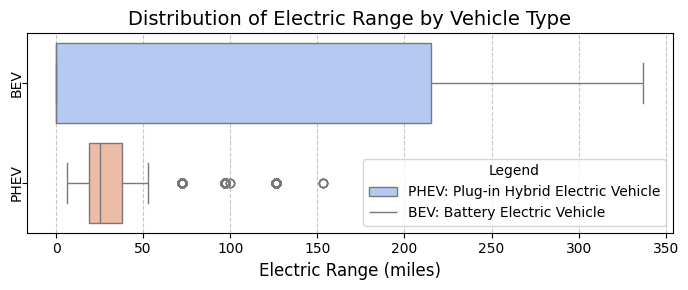 Distribution of Electric Range by Vehicle Type
BEV
PHEV
Legend
PHEV: Plug-in Hybrid Electric Vehicle
BEV: Battery Electric Vehicle
0 50 100 150 200 250 300 350
Electric Range (miles)